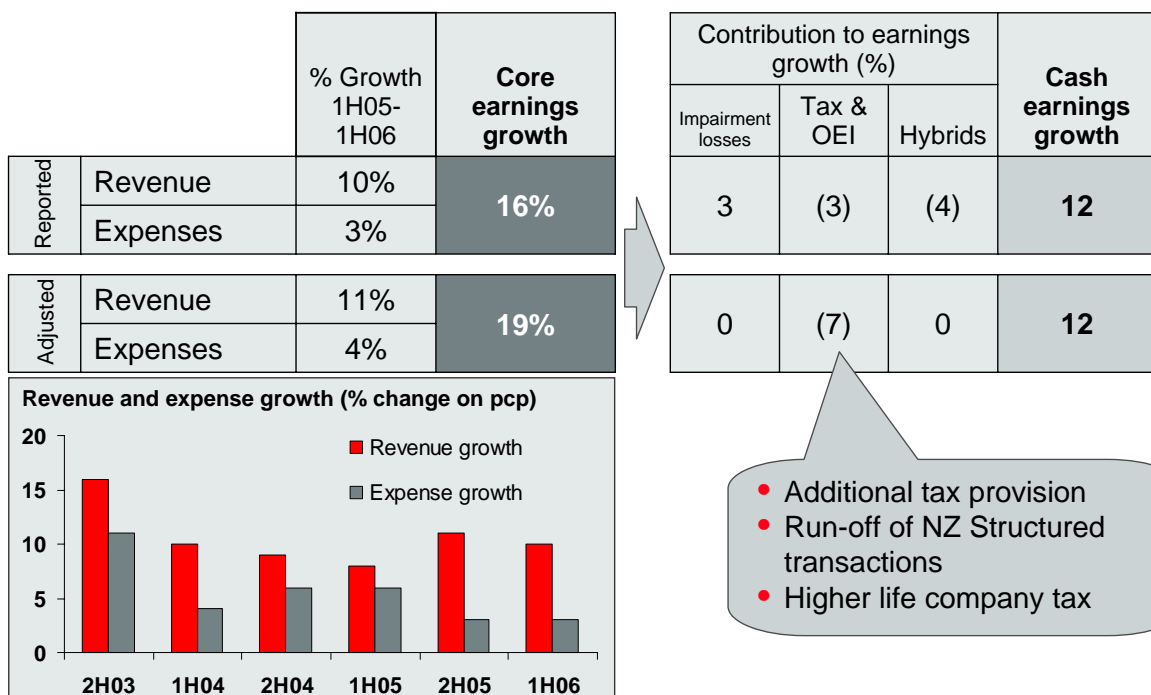 % Growth
1H05-
1H06
Core
earnings
growth
Reported
Revenue
10%
16%
Expenses
3%
Adjusted
Revenue
11%
19%
Expenses
4%
Contribution to earnings
growth (%)
Impairment
losses
Tax &
OEI
Hybrids
Cash
earnings
growth
3
(3)
(4)
12
0
(7)
0
12
Revenue and expense growth (% change on pcp)
20
15
10
5
0
Revenue growth
Expense growth
2H03
1H04
2H04
1H05
2H05
1H06
• Additional tax provision
• Run-off of NZ Structured
transactions
• Higher life company tax